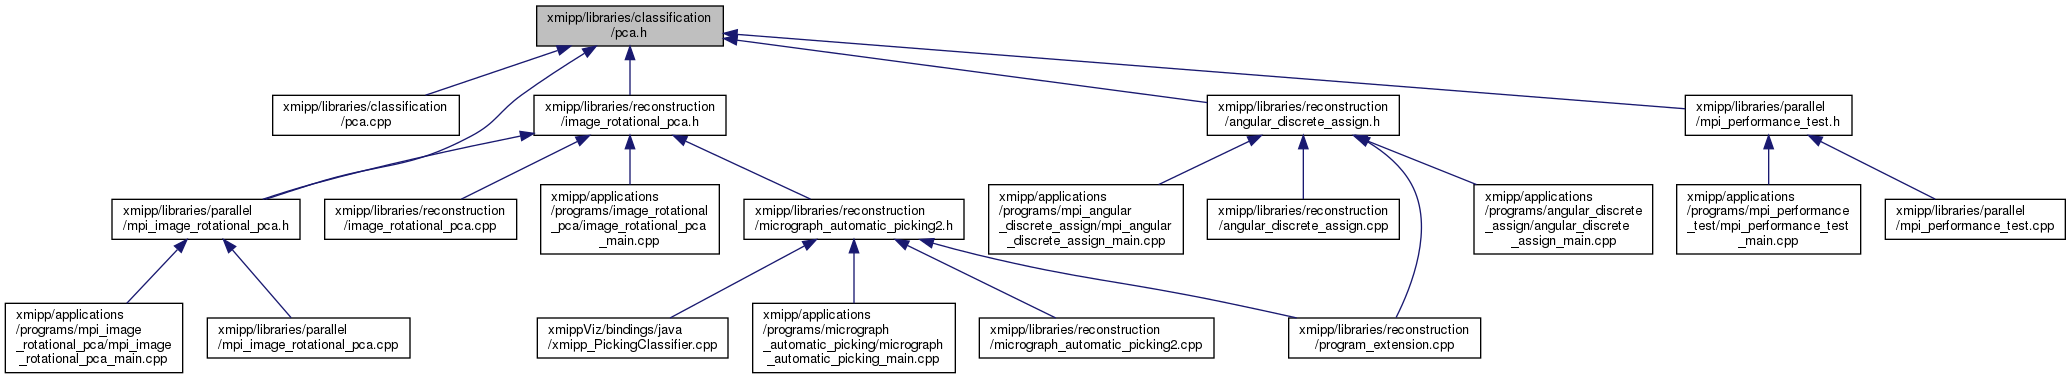 xmipp/libraries/classification
/pca.h
xmipp/libraries/classification
/pca.cpp
xmipp/libraries/reconstruction
/image_rotational_pca.h
xmipp/libraries/reconstruction
/angular_discrete_assign.h
xmipp/libraries/parallel
/mpi_performance_test.h
xmipp/libraries/parallel
/mpi_image_rotational_pca.h
xmipp/libraries/reconstruction
/image_rotational_pca.cpp
xmipp/applications
/programs/image_rotational
_pca/image_rotational_pca
_main.cpp
xmipp/libraries/reconstruction
/micrograph_automatic_picking2.h
xmipp/applications
/programs/mpi_angular
_discrete_assign/mpi_angular
_discrete_assign_main.cpp
xmipp/libraries/reconstruction
/angular_discrete_assign.cpp
xmipp/applications
/programs/angular_discrete
_assign/angular_discrete
_assign_main.cpp
xmipp/applications
/programs/mpi_performance
_test/mpi_performance_test
_main.cpp
xmipp/libraries/parallel
/mpi_performance_test.cpp
xmipp/applications
/programs/mpi_image
_rotational_pca/mpi_image
_rotational_pca_main.cpp
xmipp/libraries/parallel
/mpi_image_rotational_pca.cpp
xmippViz/bindings/java
/xmipp_PickingClassifier.cpp
xmipp/applications
/programs/micrograph
_automatic_picking/micrograph
_automatic_picking_main.cpp
xmipp/libraries/reconstruction
/micrograph_automatic_picking2.cpp
xmipp/libraries/reconstruction
/program_extension.cpp